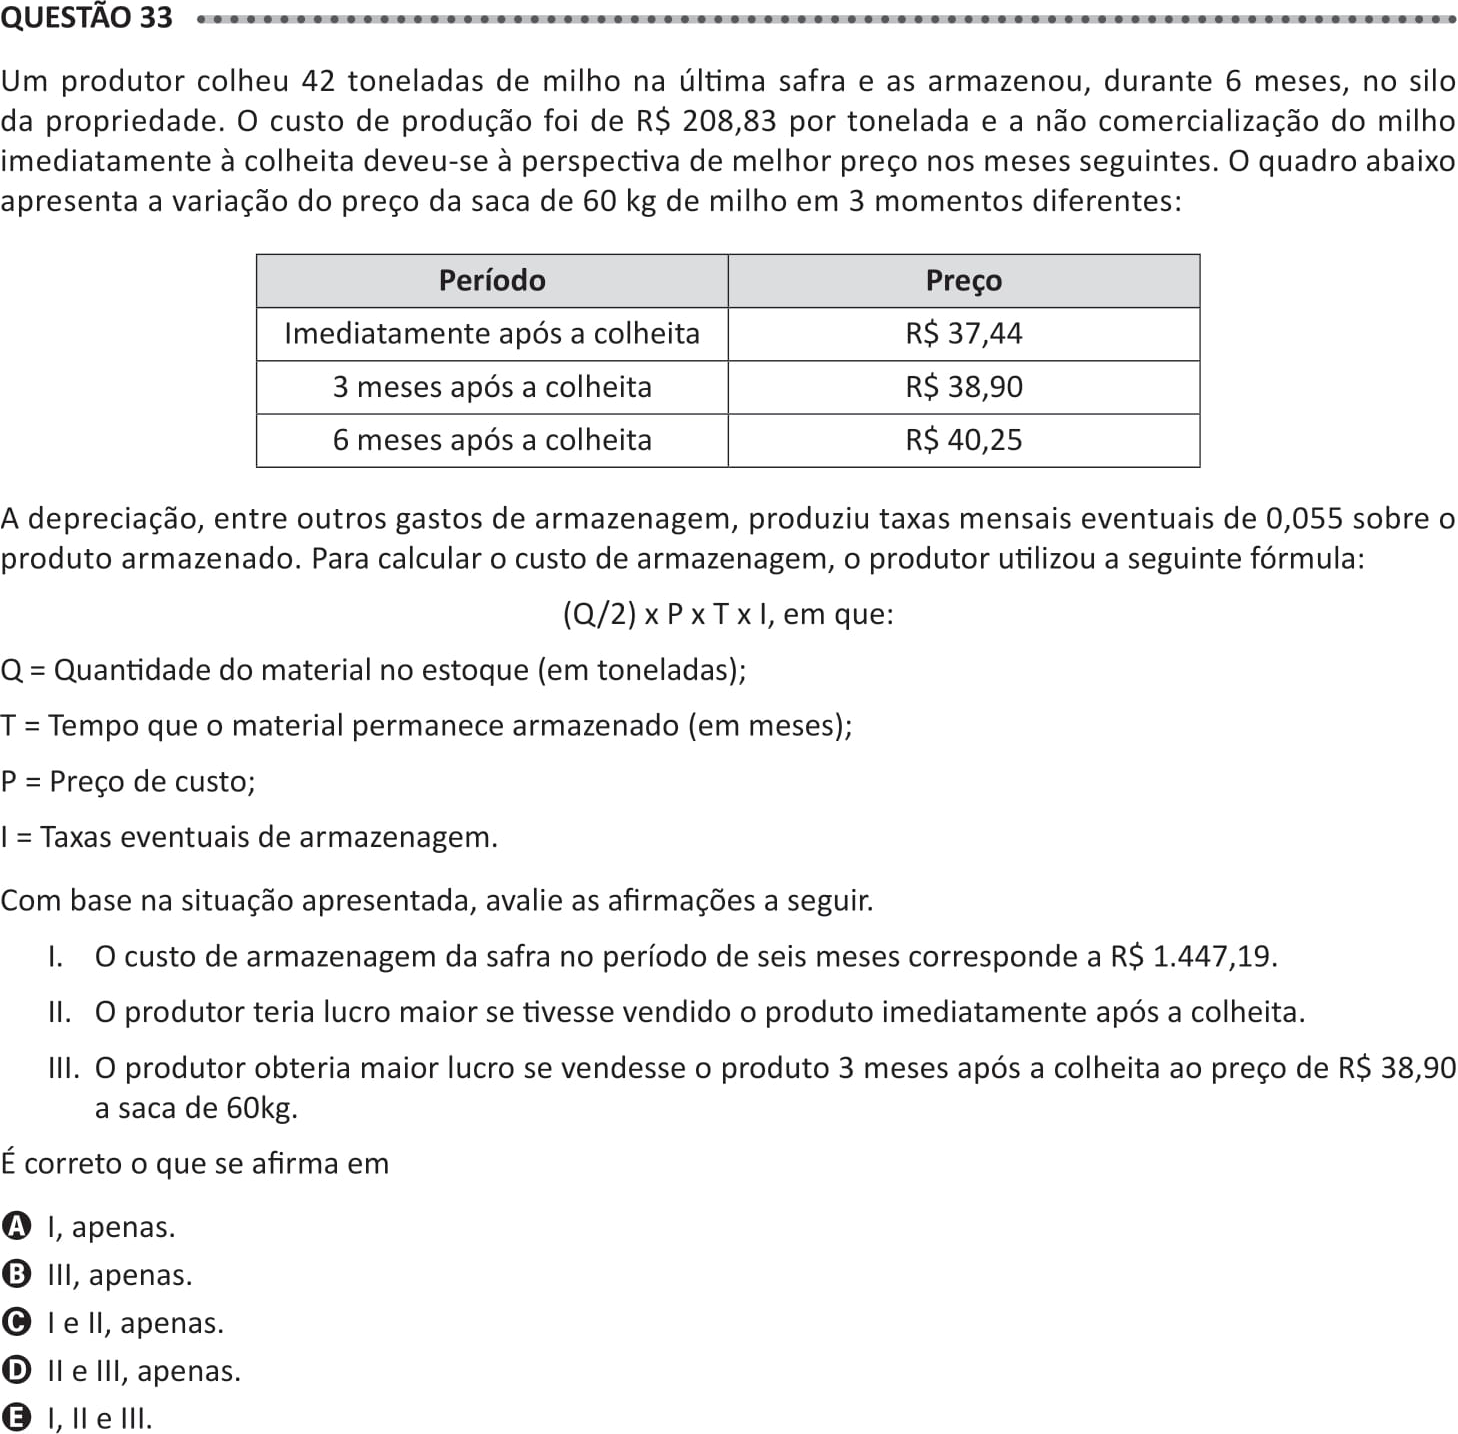 QUESTÃO 33
Um produtor colheu 42 toneladas de milho na última safra e as armazenou, durante 6 meses, no silo
da propriedade. O custo de produção foi de R$ 208,83 por tonelada e a não comercialização do milho
imediatamente à colheita deveu-se à perspectiva de melhor preço nos meses seguintes. O quadro abaixo
apresenta a variação do preço da saca de 60 kg de milho em 3 momentos diferentes:
Período Preço
Imediatamente após a colheita R$ 37,44
3 meses após a colheita R$ 38,90
6 meses após a colheita R$ 40,25
A depreciação, entre outros gastos de armazenagem, produziu taxas mensais eventuais de 0,055 sobre o
produto armazenado. Para calcular o custo de armazenagem, o produtor utilizou a seguinte fórmula:
(Q/2) x P x T x I, em que:
Q = Quantidade do material no estoque (em toneladas);
T = Tempo que o material permanece armazenado (em meses);
P = Preço de custo;
I = Taxas eventuais de armazenagem.
Com base na situação apresentada, avalie as afirmações a seguir.
I. O custo de armazenagem da safra no período de seis meses corresponde a R$ 1.447,19.
II. O produtor teria lucro maior se tivesse vendido o produto imediatamente após a colheita.
III. O produtor obteria maior lucro se vendesse o produto 3 meses após a colheita ao preço de R$ 38,90
a saca de 60kg.
É correto o que se afirma em
A I, apenas.
B III, apenas.
C I e II, apenas.
D II e III, apenas.
E I, II e III.